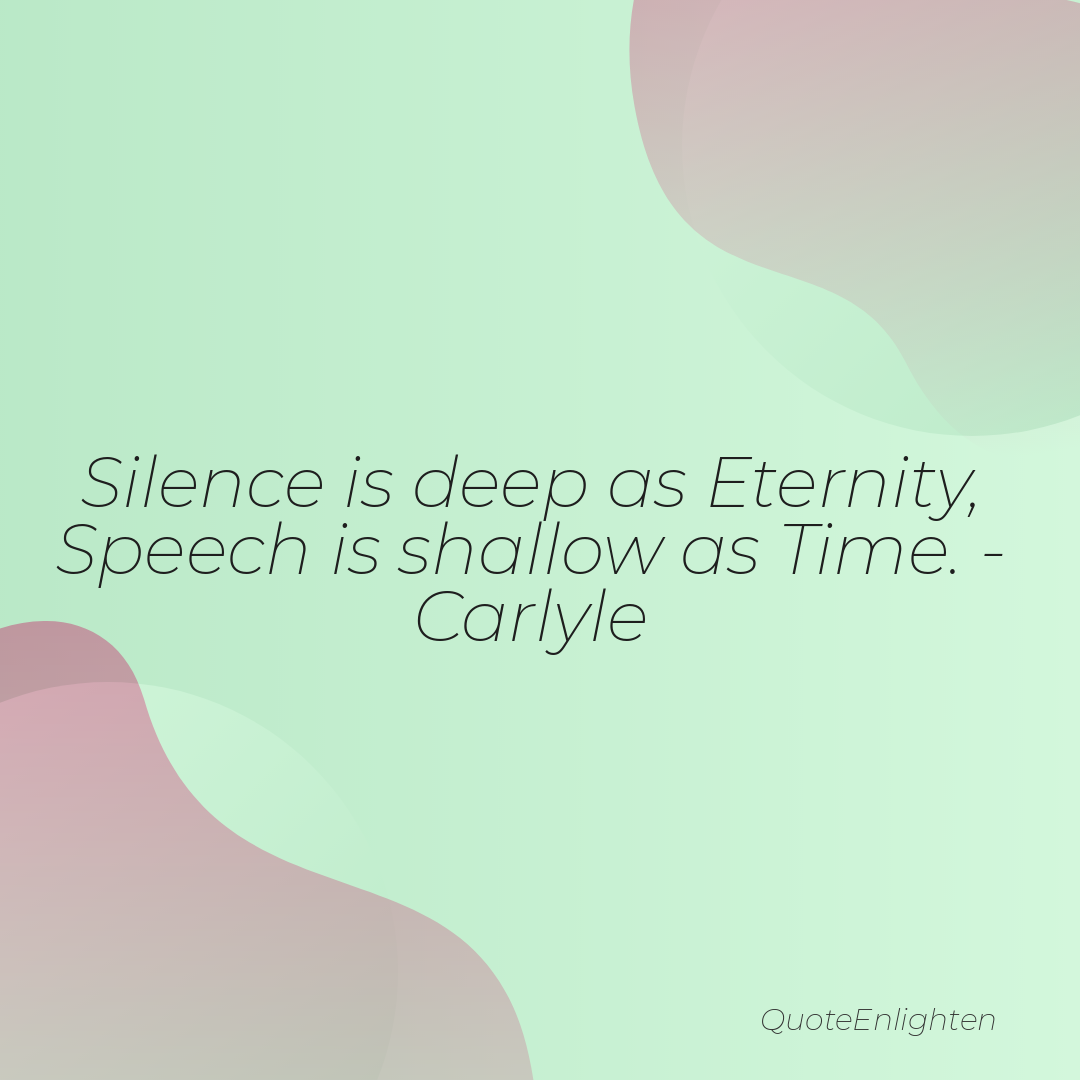 Silence is deep as Eternity,
Speech is shallow as Time. -
Carlyle
QuoteEnlighten